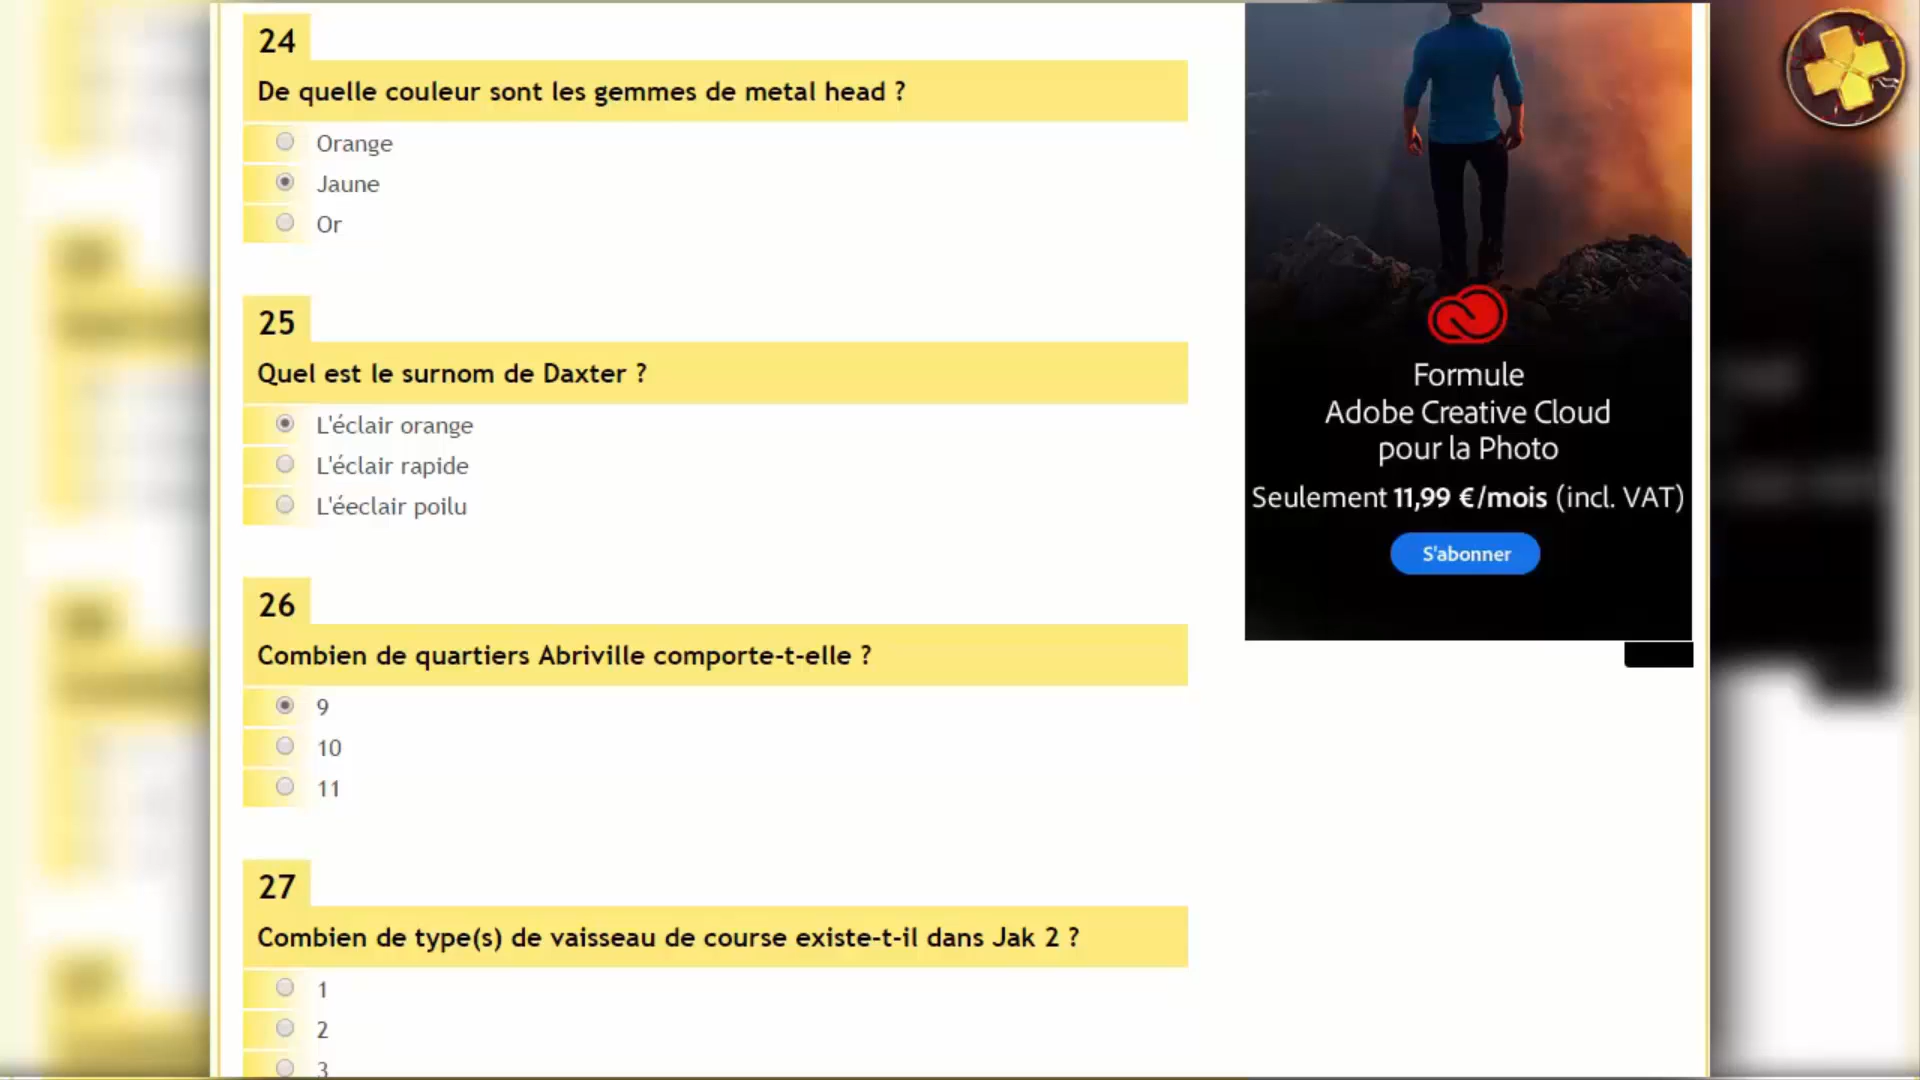 24
De quelle couleur sont les gemmes de metal head ?
Orange
Jaune
Or
25
Quel est le surnom de Daxter ?
L'éclair orange
L'éclair rapide
L'éeclair poilu
26
Combien de quartiers Abriville comporte-t-elle ?
9
10
11
27
Combien de type(s) de vaisseau de course existe-t-il dans Jak 2 ?
1
2
3
Formule
Adobe Creative Cloud
pour la Photo
Seulement 11,99 €/mois (incl. VAT)
S'abonner